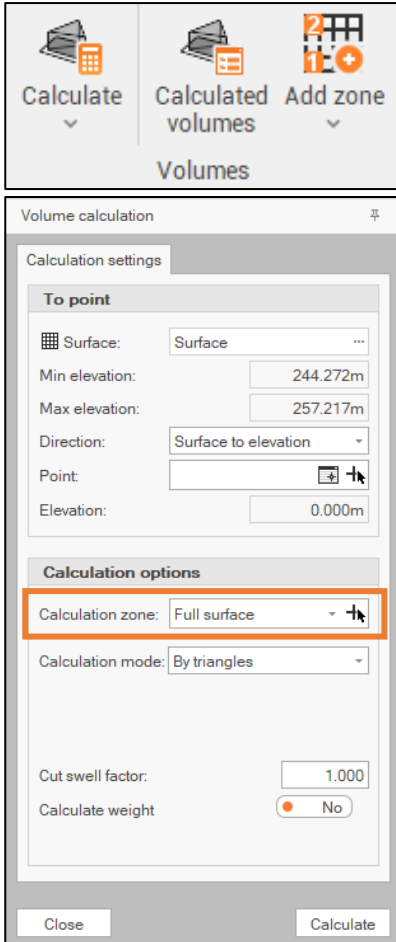 2
1
Calculate
Calculated volumes
Add zone
Volumes
Volume calculation
Calculation settings
To point
Surface: Surface ...
Min elevation: 244.272m
Max elevation: 257.217m
Direction: Surface to elevation
Point:
Elevation: 0.000m
Calculation options
Calculation zone: Full surface
Calculation mode: By triangles
Cut swell factor: 1.000
Calculate weight No
Close Calculate